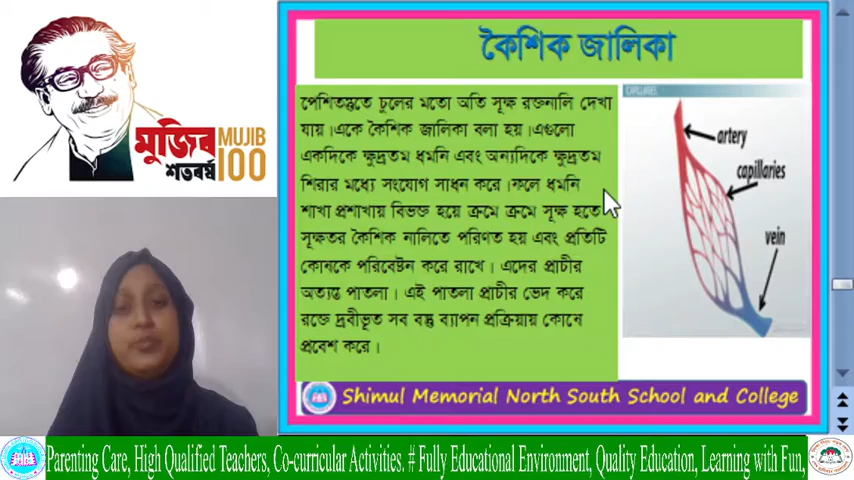 মুজিব
শতবর্ষ
MUJIB
100
কৈশিক জালিকা
পেশিতন্তুতে চুলের মতো অতি সূক্ষ রক্তনালি দেখা
যায়।একে কৈশিক জালিকা বলা হয়।এগুলো
একদিকে ক্ষুদ্রতম ধমনি এবং অন্যদিকে ক্ষুদ্রতম
শিরার মধ্যে সংযোগ সাধন করে।ফলে ধমনি
শাখা প্রশাখায় বিভক্ত হয়ে ক্রমে ক্রমে সূক্ষ হতে
সূক্ষতর কৈশিক নালিতে পরিণত হয় এবং প্রতিটি
কোনকে পরিবেষ্টন করে রাখে। এদের প্রাচীর
অত্যন্ত পাতলা। এই পাতলা প্রাচীর ভেদ করে
রক্তে দ্রবীভূত সব বস্তু ব্যাপন প্রক্রিয়ায় কোনে
প্রবেশ করে।
CAPILLARIES
artery
capillaries
vein
Shimul Memorial North South School and College
Parenting Care, High Qualified Teachers, Co-curricular Activities. # Fully Educational Environment, Quality Education, Learning with Fun,